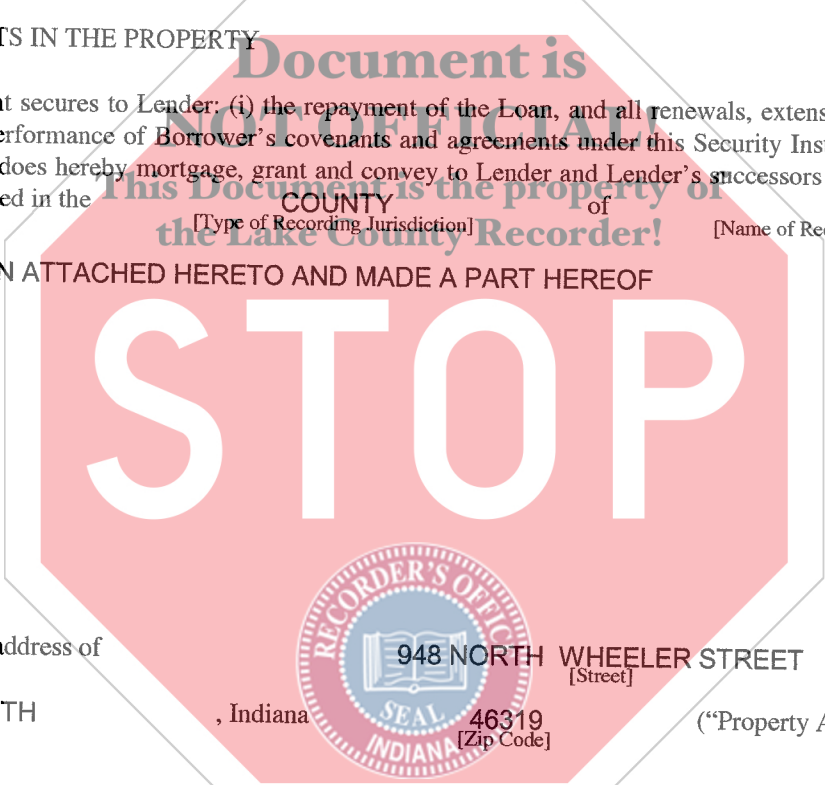 TS IN THE PROPERTY
Document is
t secures to Lender: (i) the repayment of the Loan, and all renewals, extens
NOT OFFICIAL!
erformance of Borrower's covenants and agreements under this Security Ins
does hereby mortgage, grant and convey to Lender and Lender's successors
This Document is the property of
ed in the COUNTY of
[Type of Recording Jurisdiction] [Name of Rec
the Lake County Recorder!
N ATTACHED HERETO AND MADE A PART HEREOF
STOP
RECORDER'S OFFICE
address of 948 NORTH WHEELER STREET
[Street]
TH , Indiana 46319 ("Property A
[Zip Code]
SEAL
INDIANA